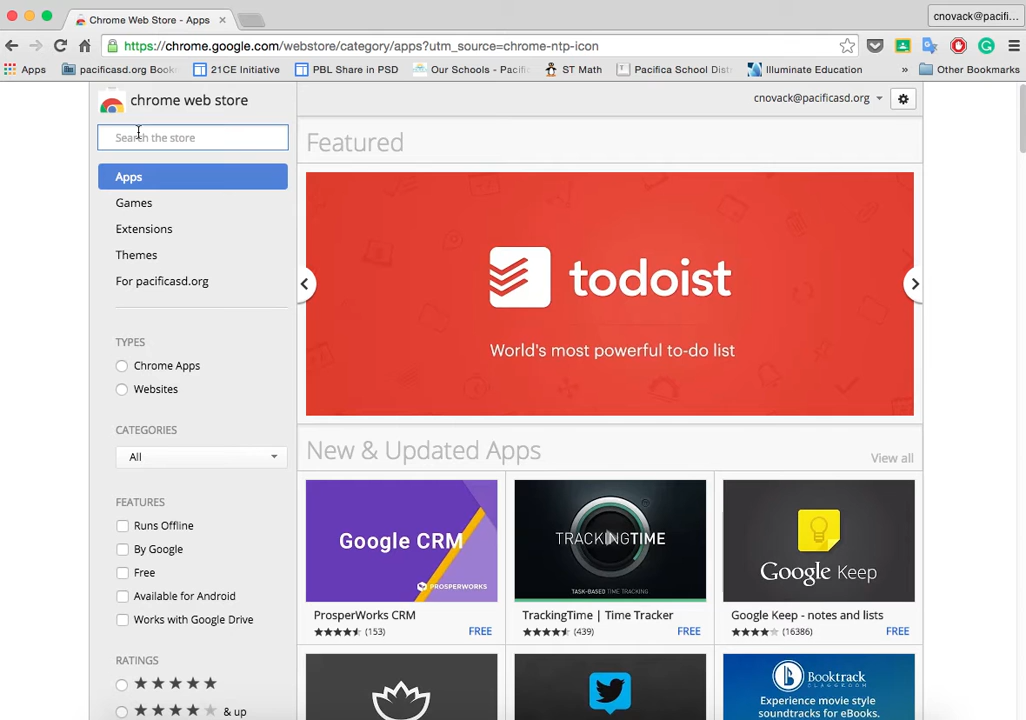 Chrome Web Store - Apps
cnovack@pacifi...
https://chrome.google.com/webstore/category/apps?utm_source=chrome-ntp-icon
Apps
pacificasd.org Book
21CE Initiative
PBL Share in PSD
Our Schools - Pacific
ST Math
Pacifica School Dist
Illuminate Education
»
Other Bookmarks
chrome web store
cnovack@pacificasd.org
Search the store
Featured
Apps
Games
Extensions
Themes
For pacificasd.org
todoist
World's most powerful to-do list
TYPES
Chrome Apps
Websites
CATEGORIES
All
FEATURES
Runs Offline
By Google
Free
Available for Android
Works with Google Drive
RATINGS
& up
New & Updated Apps
View all
Google CRM
PROSPERWORKS
TRACKINGTIME
TASK-BASED TIME TRACKING
Google Keep
ProsperWorks CRM
(153)
FREE
TrackingTime | Time Tracker
(439)
FREE
Google Keep - notes and lists
(16386)
FREE
Booktrack
CLASSROOM
Experience movie style
soundtracks for eBooks.